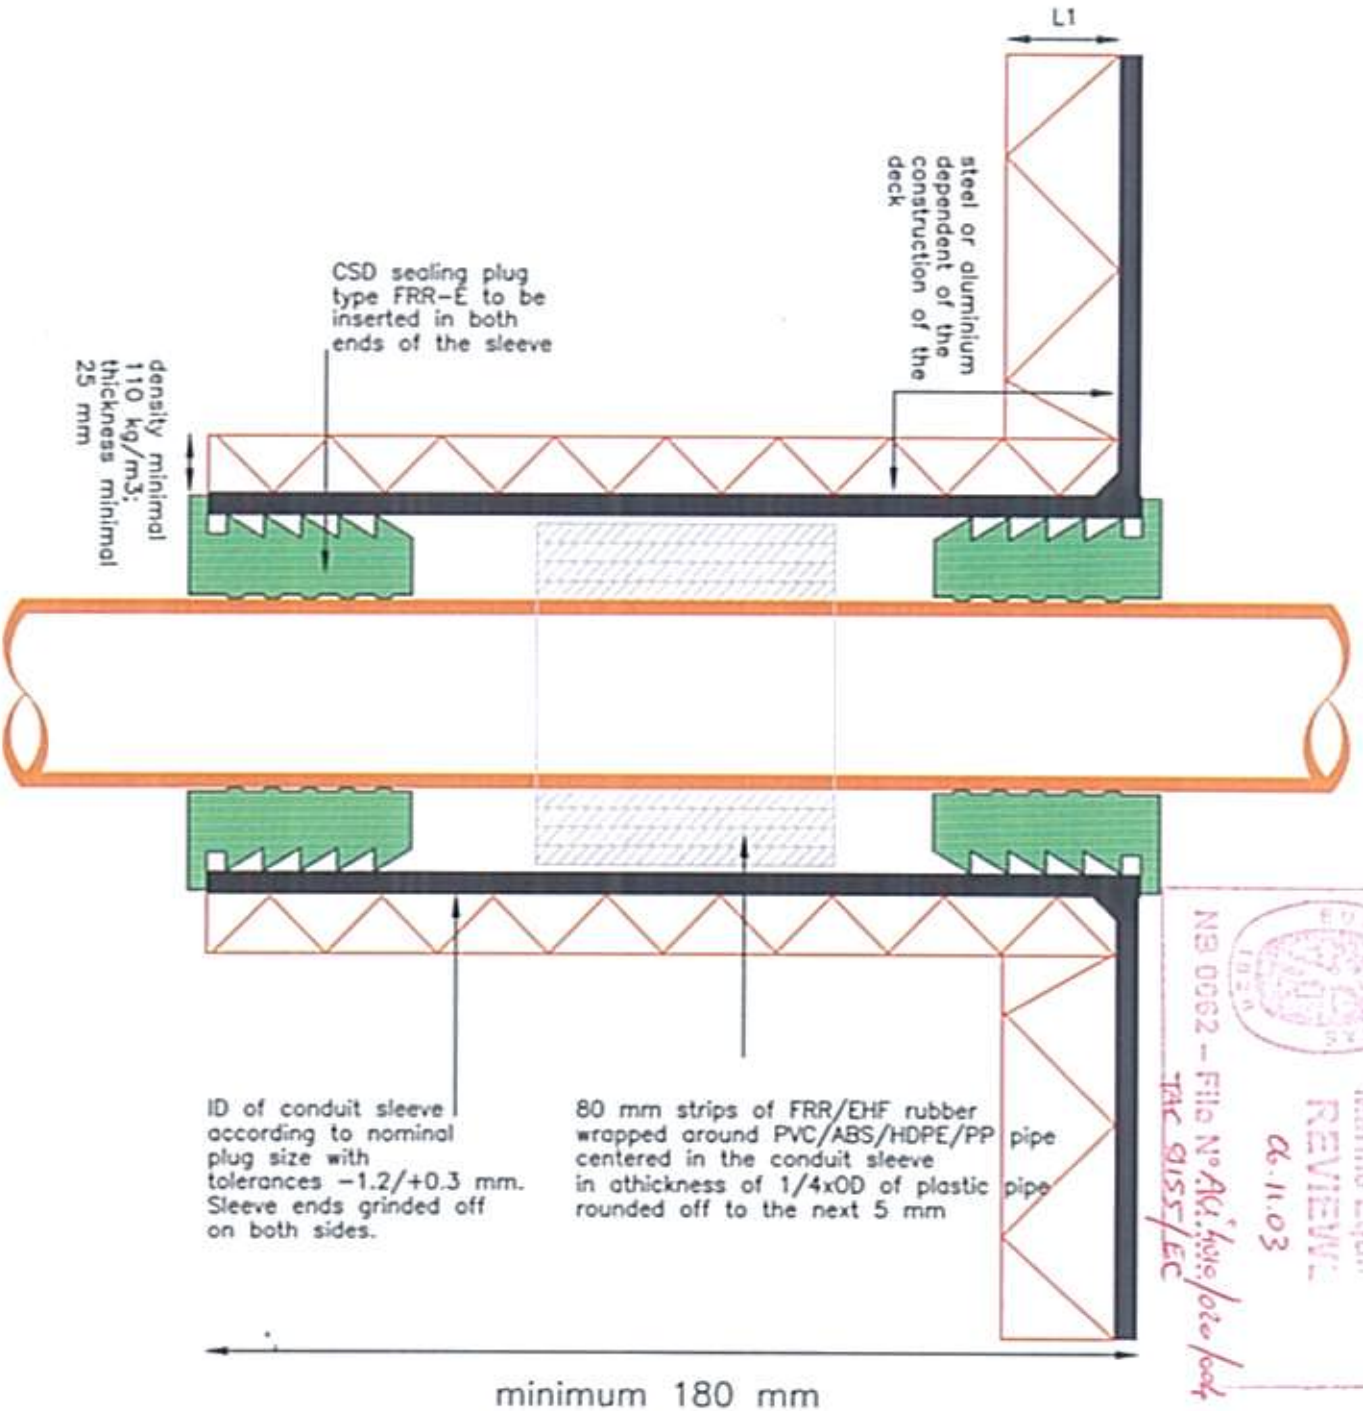 L1
steel or aluminium
dependent of the
construction of the
deck
CSD sealing plug
type FRR-E to be
inserted in both
ends of the sleeve
density minimal
110 kg/m3;
thickness minimal
25 mm
ID of conduit sleeve
according to nominal
plug size with
tolerances -1.2/+0.3 mm.
Sleeve ends grinded off
on both sides.
80 mm strips of FRR/EHF rubber
wrapped around PVC/ABS/HDPE/PP pipe
centered in the conduit sleeve
in athickness of 1/4xOD of plastic pipe
rounded off to the next 5 mm
minimum 180 mm
REVIEW
06.11.03
NB 0062 - File N°
TAC 8155/EC
1828